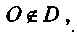 O ∉ D ,